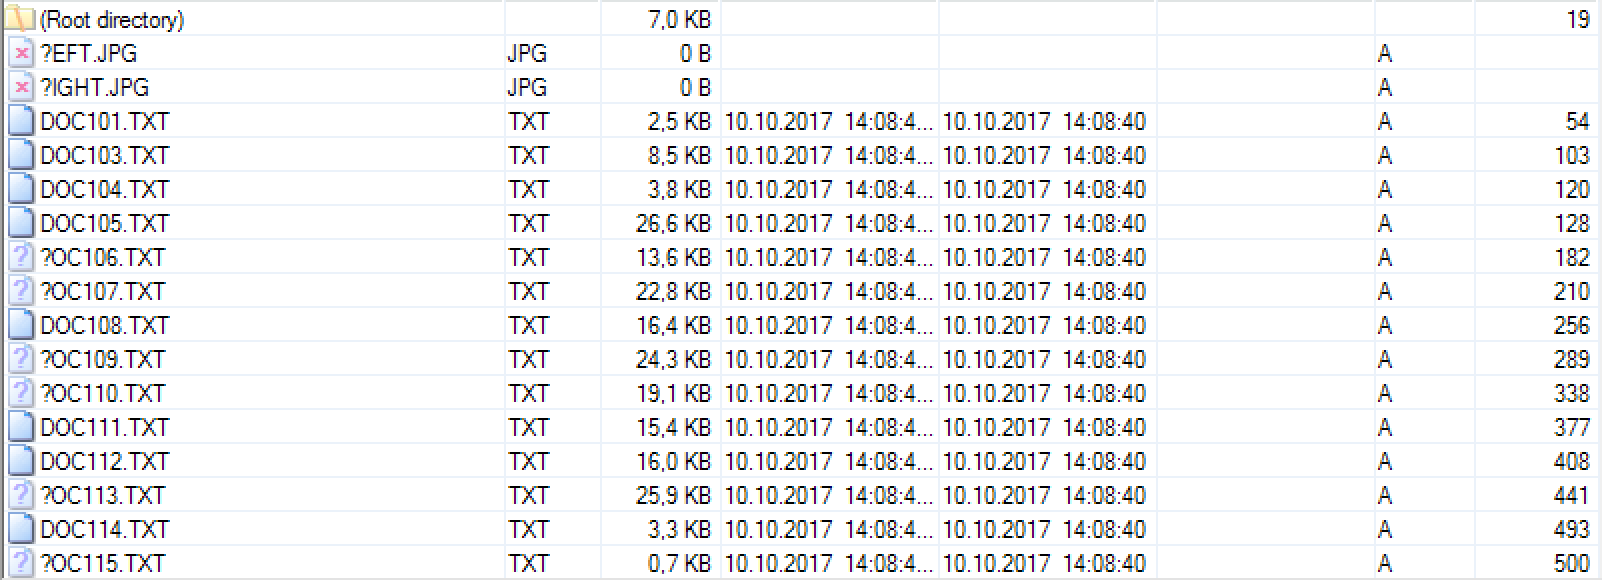 (Root directory) 7,0 KB 19
?EFT.JPG JPG 0 B A
?IGHT.JPG JPG 0 B A
DOC101.TXT TXT 2,5 KB 10.10.2017 14:08:4... 10.10.2017 14:08:40 A 54
DOC103.TXT TXT 8,5 KB 10.10.2017 14:08:4... 10.10.2017 14:08:40 A 103
DOC104.TXT TXT 3,8 KB 10.10.2017 14:08:4... 10.10.2017 14:08:40 A 120
DOC105.TXT TXT 26,6 KB 10.10.2017 14:08:4... 10.10.2017 14:08:40 A 128
?OC106.TXT TXT 13,6 KB 10.10.2017 14:08:4... 10.10.2017 14:08:40 A 182
?OC107.TXT TXT 22,8 KB 10.10.2017 14:08:4... 10.10.2017 14:08:40 A 210
DOC108.TXT TXT 16,4 KB 10.10.2017 14:08:4... 10.10.2017 14:08:40 A 256
?OC109.TXT TXT 24,3 KB 10.10.2017 14:08:4... 10.10.2017 14:08:40 A 289
?OC110.TXT TXT 19,1 KB 10.10.2017 14:08:4... 10.10.2017 14:08:40 A 338
DOC111.TXT TXT 15,4 KB 10.10.2017 14:08:4... 10.10.2017 14:08:40 A 377
DOC112.TXT TXT 16,0 KB 10.10.2017 14:08:4... 10.10.2017 14:08:40 A 408
?OC113.TXT TXT 25,9 KB 10.10.2017 14:08:4... 10.10.2017 14:08:40 A 441
DOC114.TXT TXT 3,3 KB 10.10.2017 14:08:4... 10.10.2017 14:08:40 A 493
?OC115.TXT TXT 0,7 KB 10.10.2017 14:08:4... 10.10.2017 14:08:40 A 500